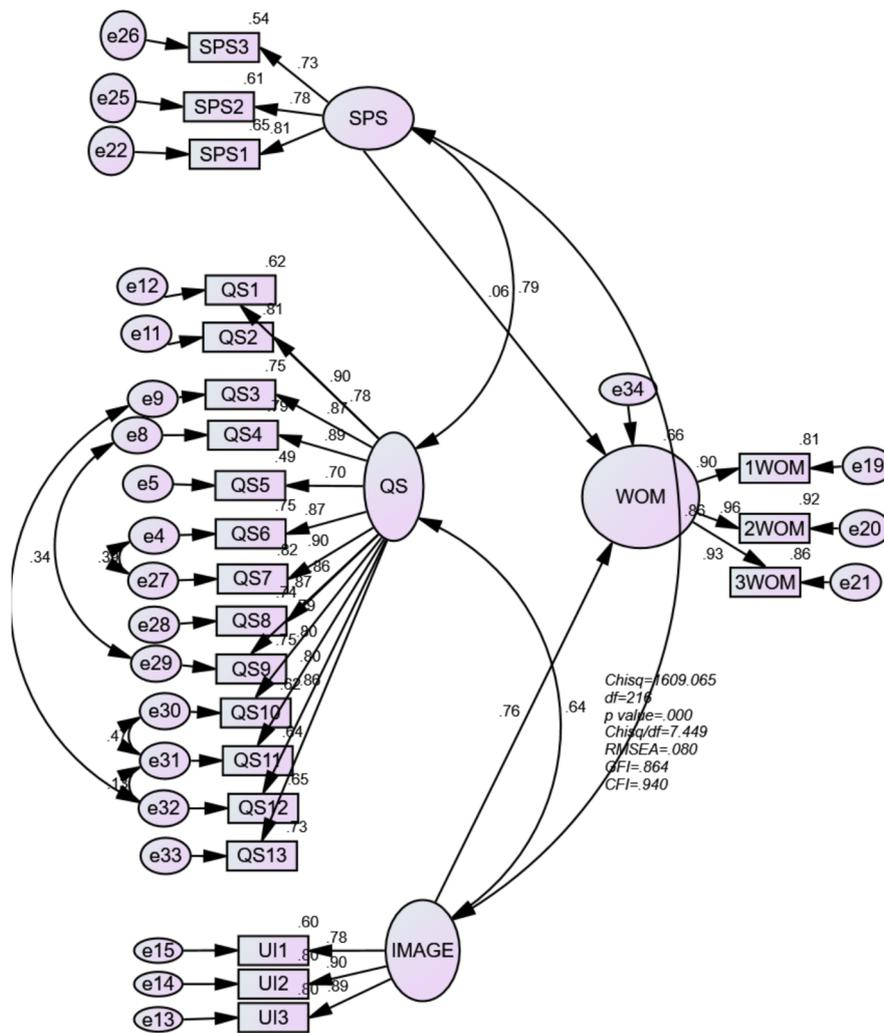 .54
e26
SPS3
.73
.61
e25
SPS2
.78
SPS
.65
.81
e22
SPS1
.62
e12
QS1
.06
.79
.81
e11
QS2
.75
.90
.78
e9
QS3
.79
.87
e34
e8
QS4
.89
.66
.81
.49
.90
1WOM
e19
e5
QS5
.70
QS
WOM
.75
.87
.86
.96
.92
e4
QS6
.90
2WOM
e20
.34
.82
.93
.86
e27
QS7
.86
3WOM
e21
.74
.87
.79
e28
QS8
.75
.80
e29
QS9
.80
.62
.86
Chisq=1609.065
df=216
p value=.000
Chisq/df=7.449
RMSEA=.080
GFI=.864
CFI=.940
e30
QS10
.76
.64
.64
e31
QS11
.65
e32
QS12
.73
e33
QS13
.60
e15
UI1
.78
IMAGE
.80
.90
e14
UI2
.80
.89
e13
UI3